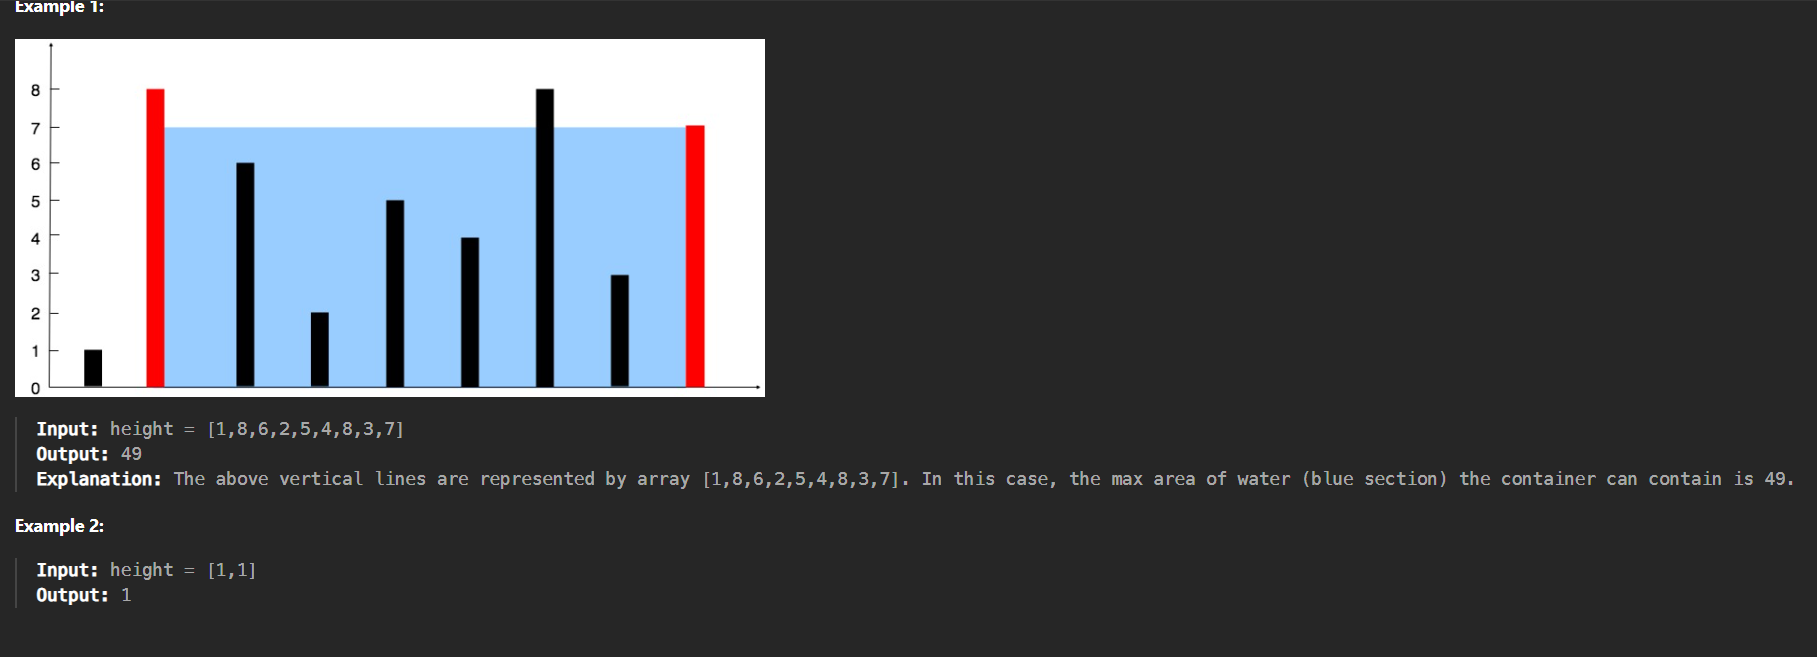 Example 1:
8
7
6
5
4
3
2
1
0
Input: height = [1,8,6,2,5,4,8,3,7]
Output: 49
Explanation: The above vertical lines are represented by array [1,8,6,2,5,4,8,3,7]. In this case, the max area of water (blue section) the container can contain is 49.
Example 2:
Input: height = [1,1]
Output: 1